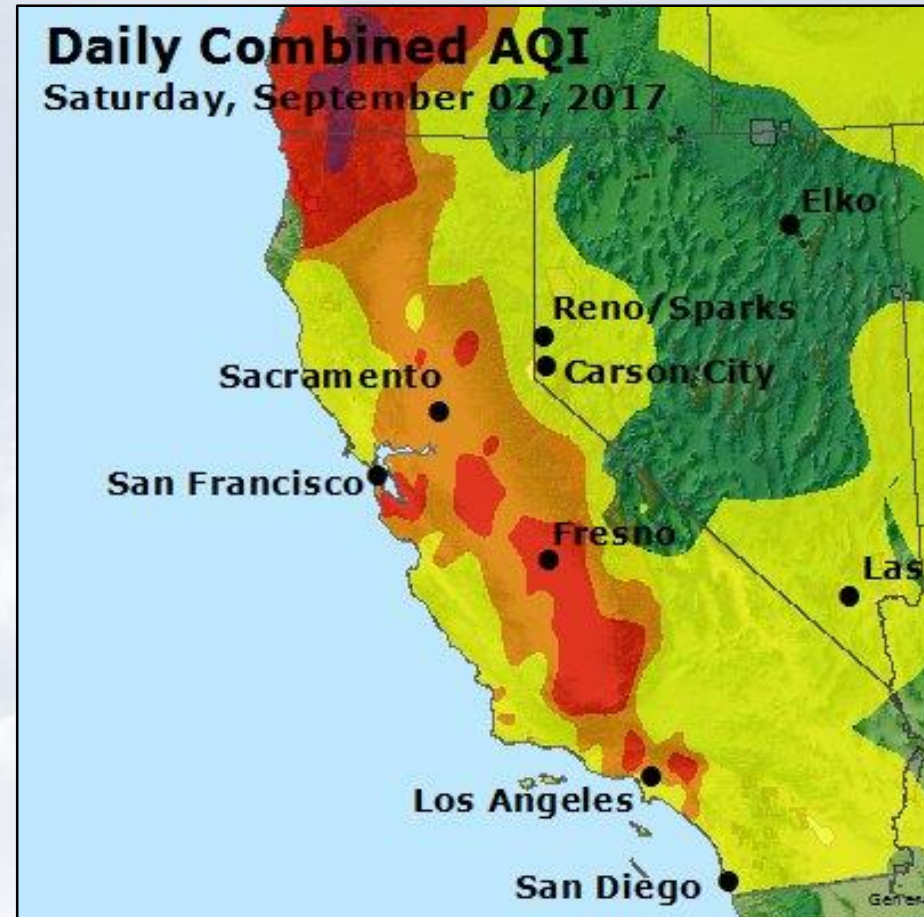 Daily Combined AQI
Saturday, September 02, 2017
Elko
Reno/Sparks
Carson City
Sacramento
San Francisco
Fresno
Las
Los Angeles
San Diego